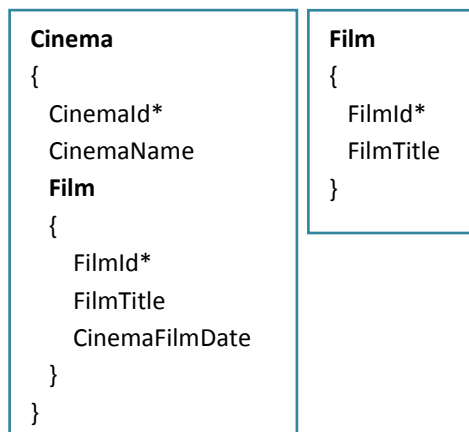 Cinema
{
CinemaId*
CinemaName
Film
{
FilmId*
FilmTitle
CinemaFilmDate
}
}
Film
{
FilmId*
FilmTitle
}